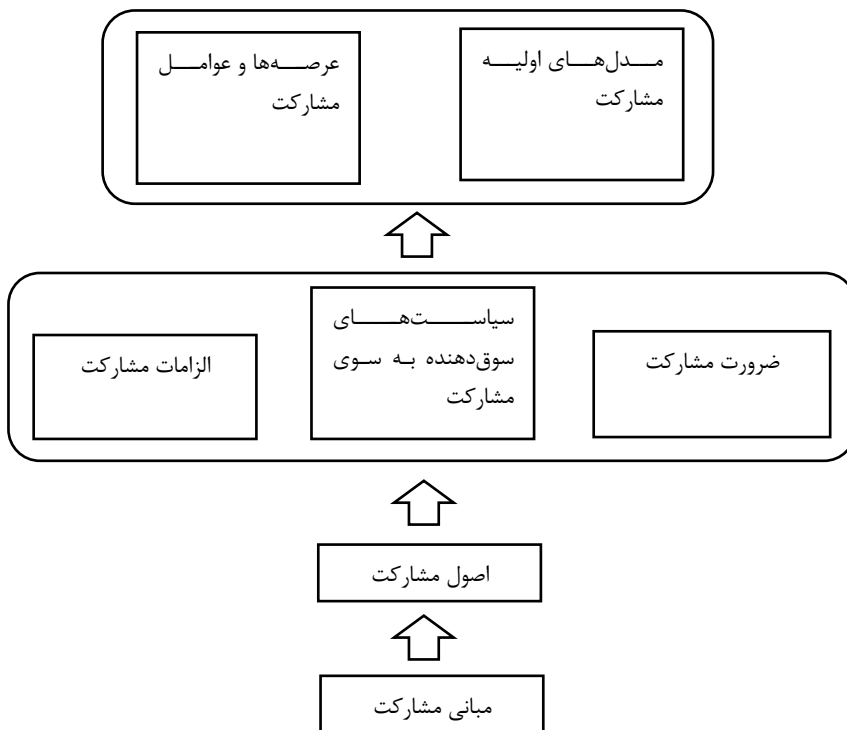 مدل‌های اولیه
مشارکت
عرصه‌ها و عوامل
مشارکت
ضرورت مشارکت
سیاست‌های
سوق‌دهنده به سوی
مشارکت
الزامات مشارکت
اصول مشارکت
مبانی مشارکت